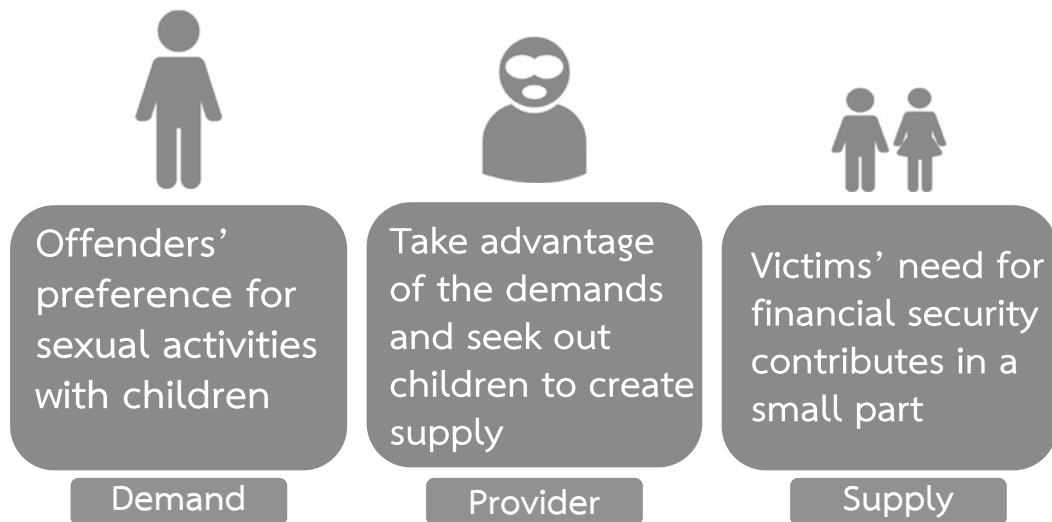 Offenders’
preference for
sexual activities
with children
Demand
Take advantage
of the demands
and seek out
children to create
supply
Provider
Victims’ need for
financial security
contributes in a
small part
Supply